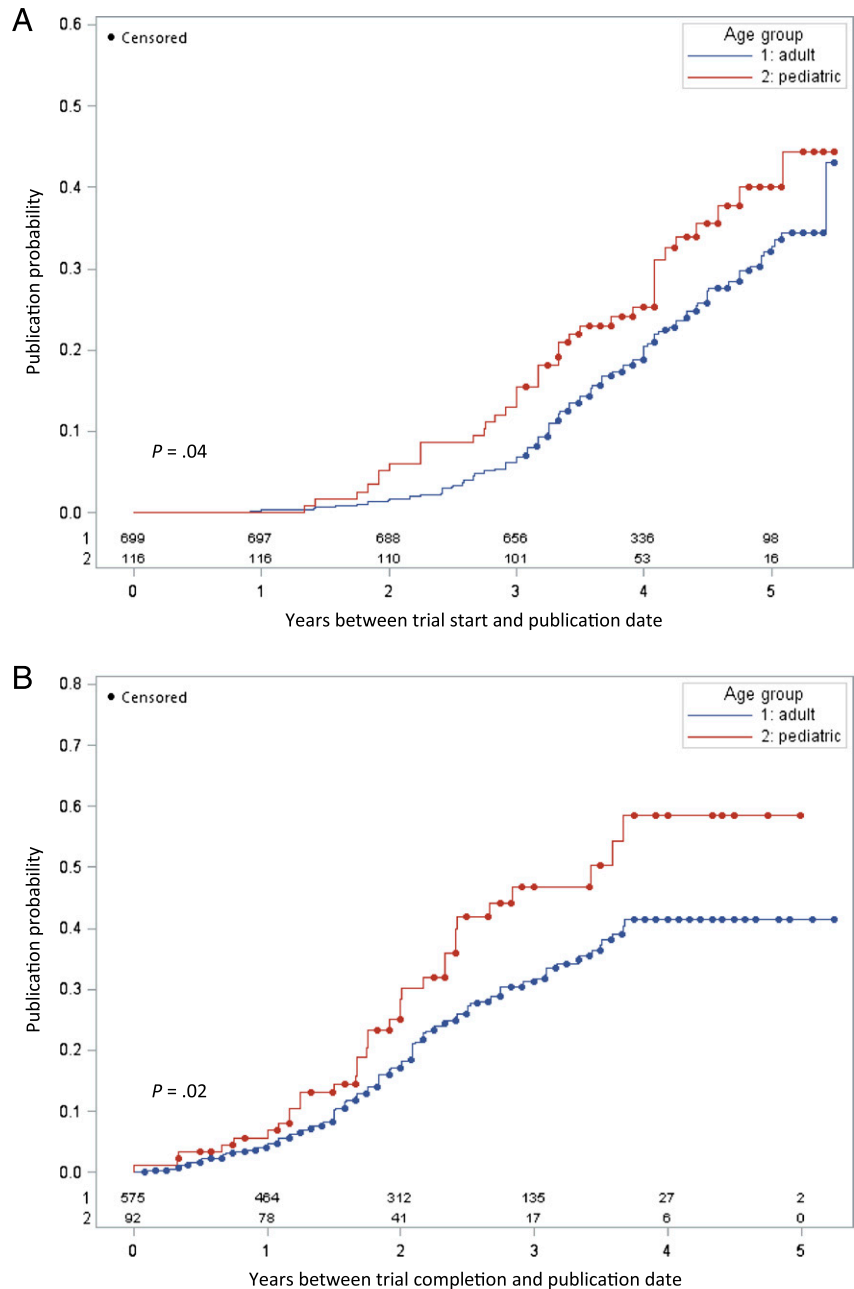 A
0.6
Censored
Age group
1: adult
2: pediatric
0.5
0.4
0.3
0.2
0.1
0.0
Publication probability
P = .04
1 699 697 688 656 336 98
2 116 116 110 101 53 16
0 1 2 3 4 5
Years between trial start and publication date
B
0.8
Censored
Age group
1: adult
2: pediatric
0.7
0.6
0.5
0.4
0.3
0.2
0.1
0.0
Publication probability
P = .02
1 575 464 312 135 27 2
2 92 78 41 17 6 0
0 1 2 3 4 5
Years between trial completion and publication date